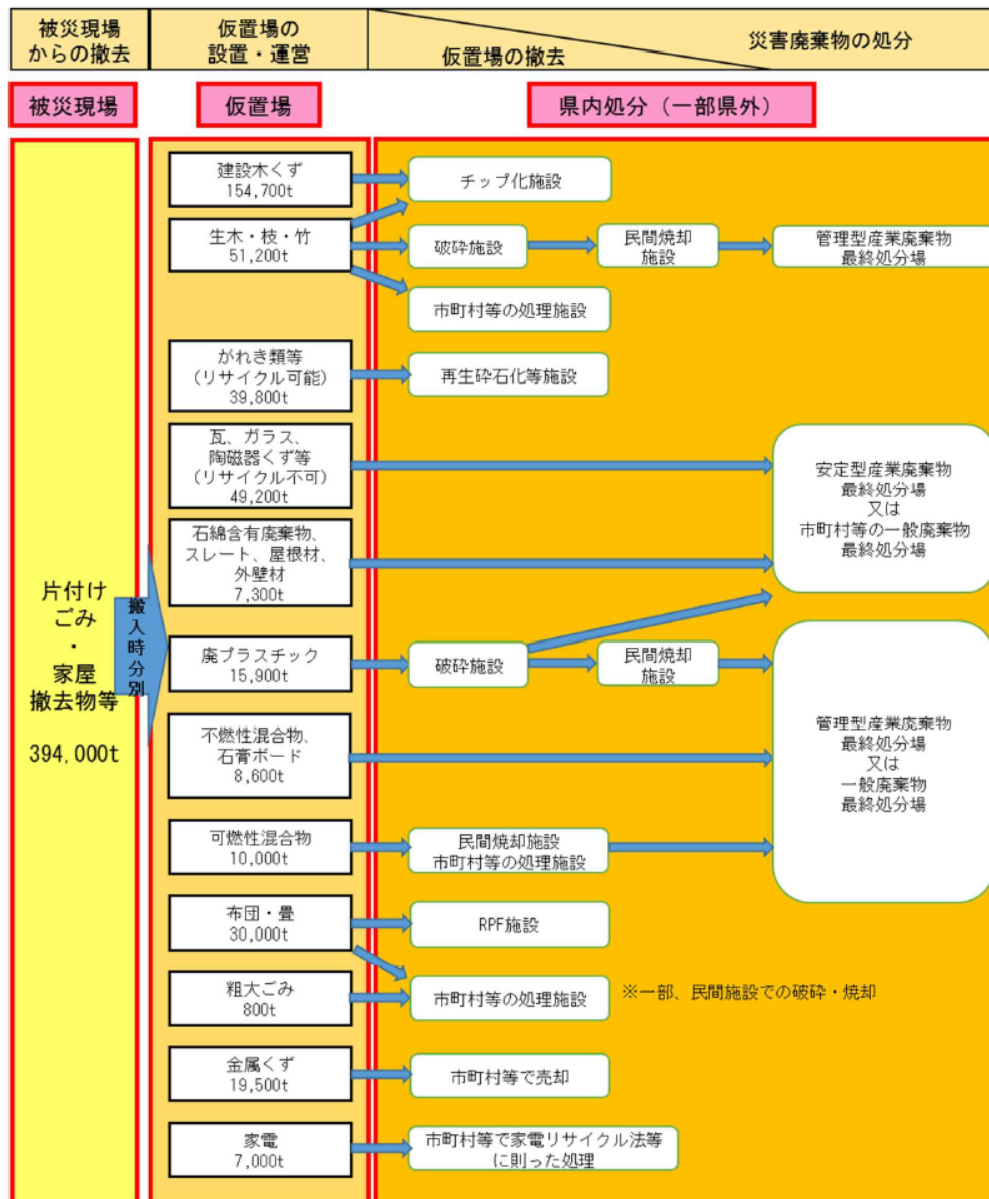 被災現場
からの撤去
仮置場の
設置・運営
仮置場の撤去
災害廃棄物の処分
被災現場
仮置場
県内処分（一部県外）
片付け
ごみ
・
家屋
撤去物等
394,000t
搬入時分別
建設木くず
154,700t
チップ化施設
生木・枝・竹
51,200t
破砕施設
民間焼却
施設
管理型産業廃棄物
最終処分場
市町村等の処理施設
がれき類等
（リサイクル可能）
39,800t
再生砕石化等施設
瓦、ガラス、
陶磁器くず等
（リサイクル不可）
49,200t
安定型産業廃棄物
最終処分場
又は
市町村等の一般廃棄物
最終処分場
石綿含有廃棄物、
スレート、屋根材、
外壁材
7,300t
廃プラスチック
15,900t
破砕施設
民間焼却
施設
管理型産業廃棄物
最終処分場
又は
一般廃棄物
最終処分場
不燃性混合物、
石膏ボード
8,600t
可燃性混合物
10,000t
民間焼却施設
市町村等の処理施設
布団・畳
30,000t
RPF施設
粗大ごみ
800t
市町村等の処理施設
※一部、民間施設での破砕・焼却
金属くず
19,500t
市町村等で売却
家電
7,000t
市町村等で家電リサイクル法等
に則った処理